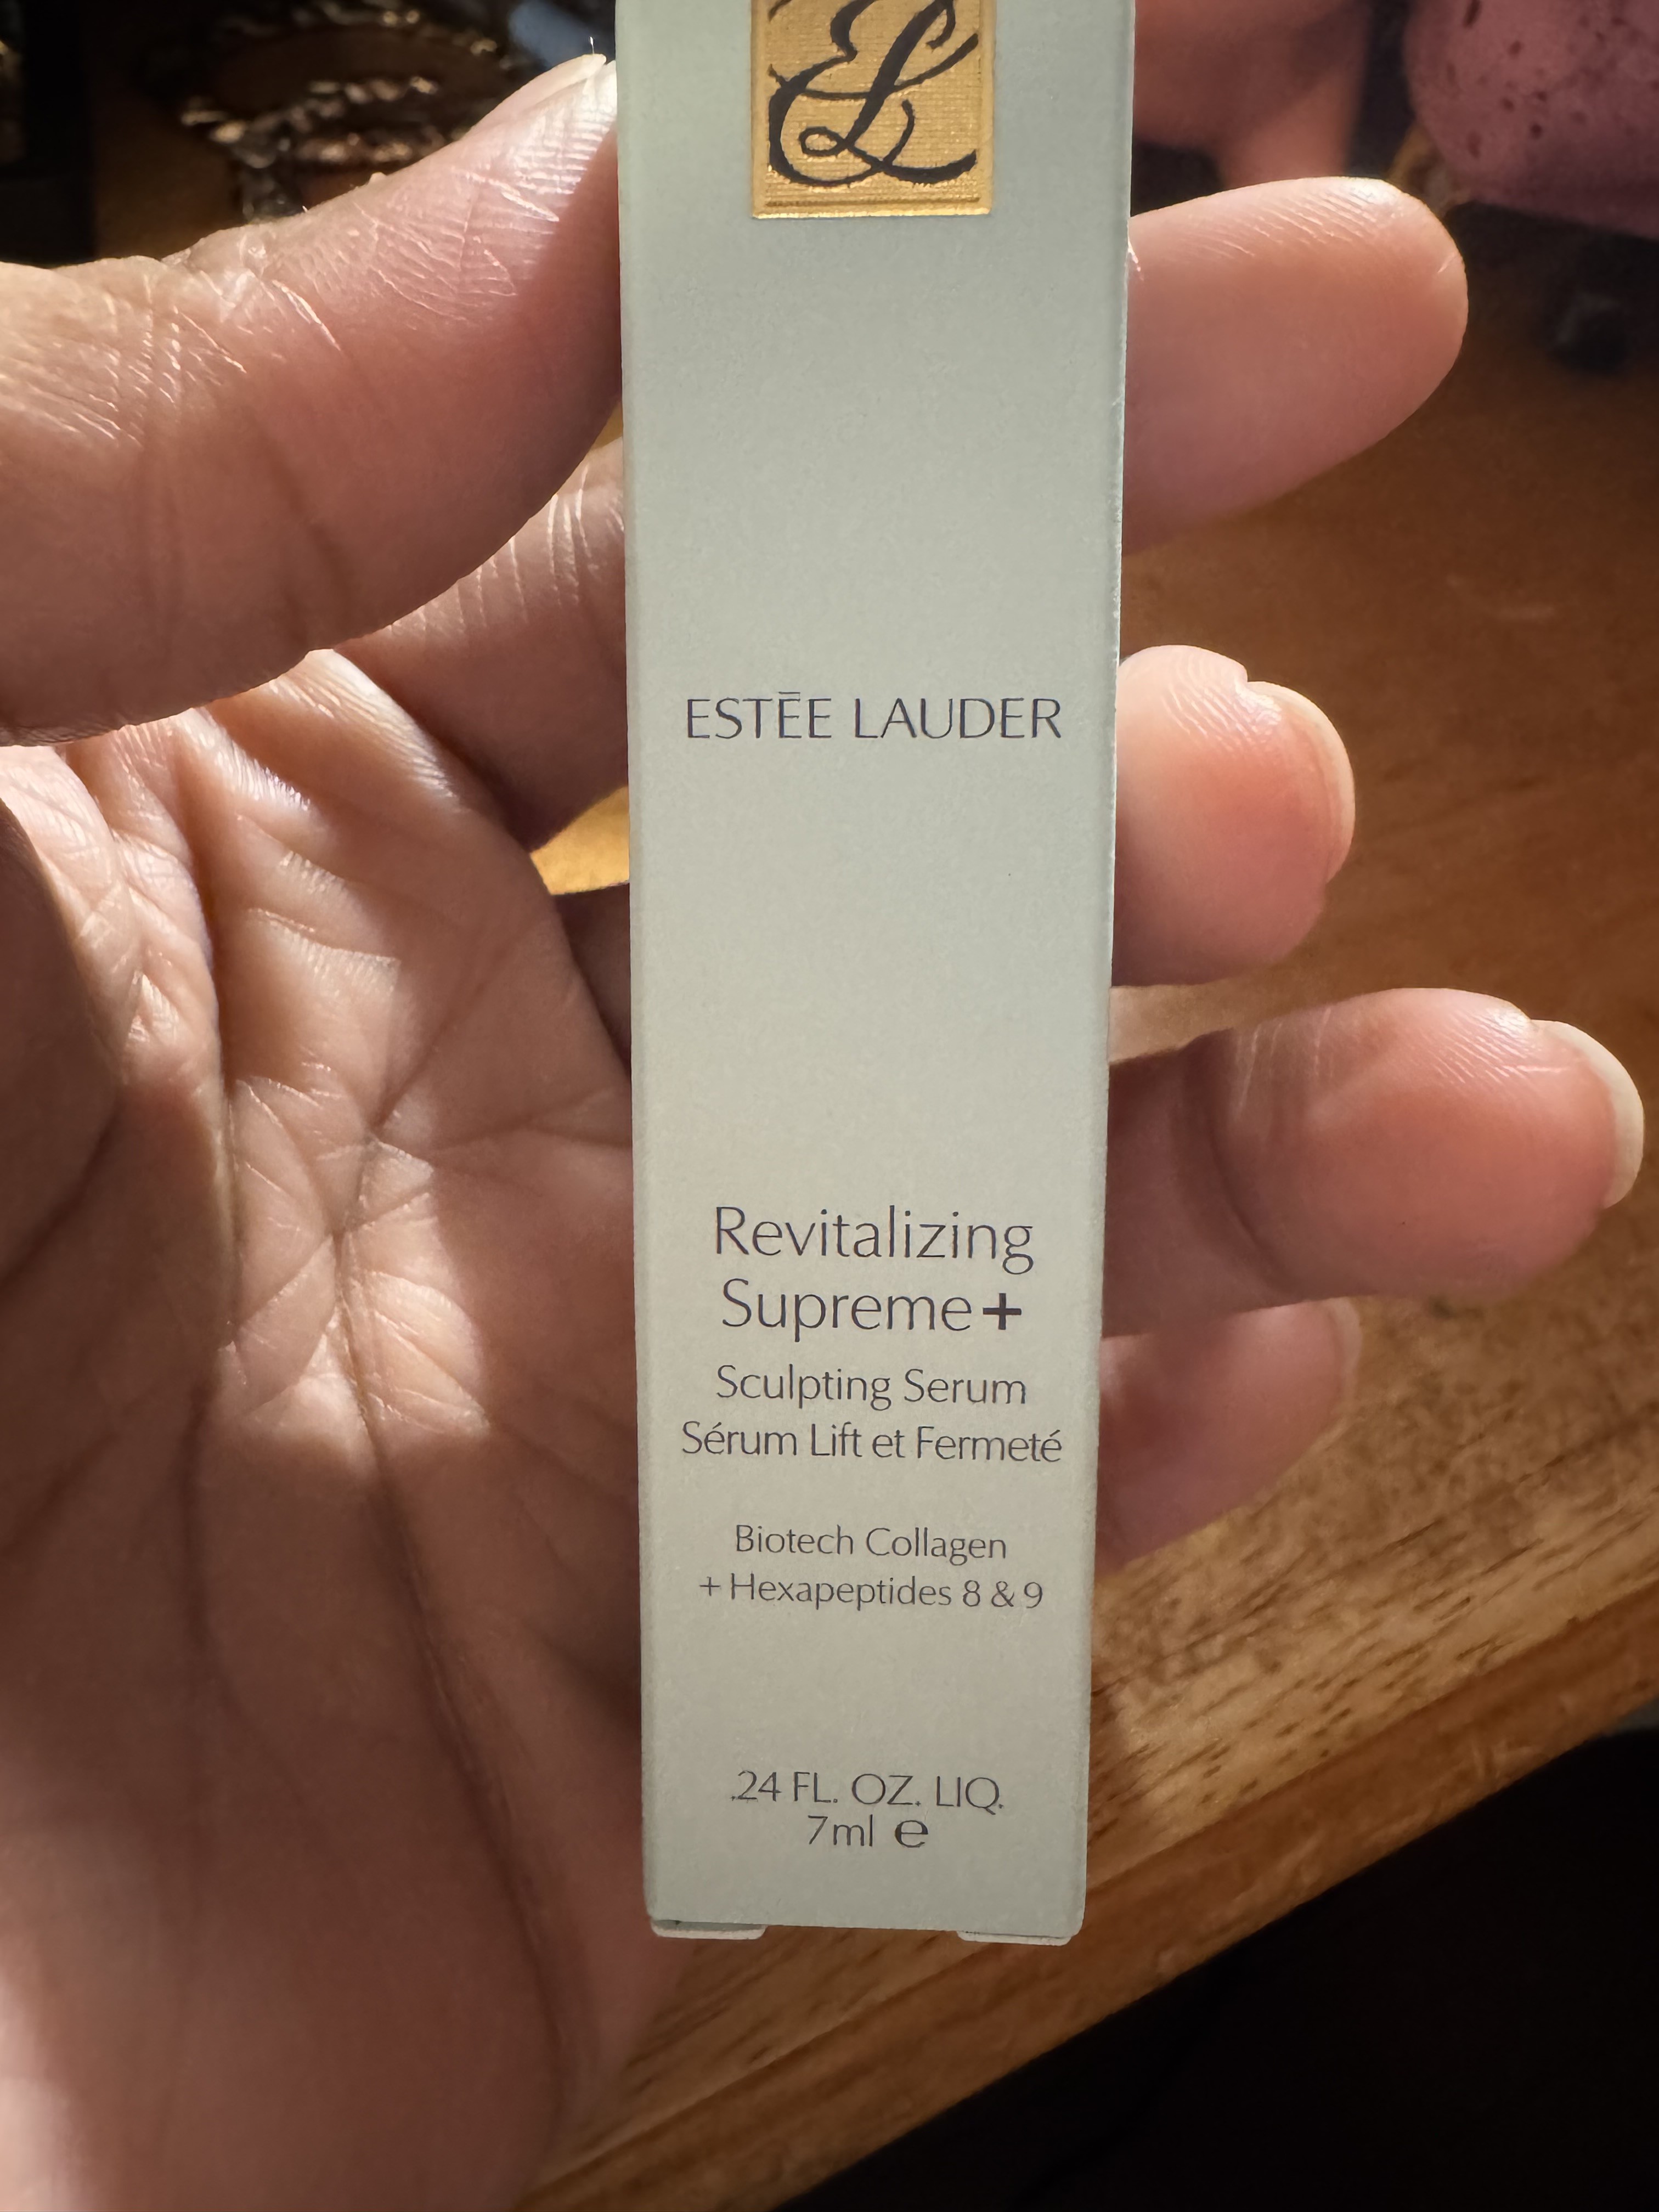 EL
ESTĒE LAUDER
Revitalizing
Supreme+
Sculpting Serum
Sérum Lift et Fermeté
Biotech Collagen
+ Hexapeptides 8 & 9
.24 FL. OZ. LIQ.
7ml ℮